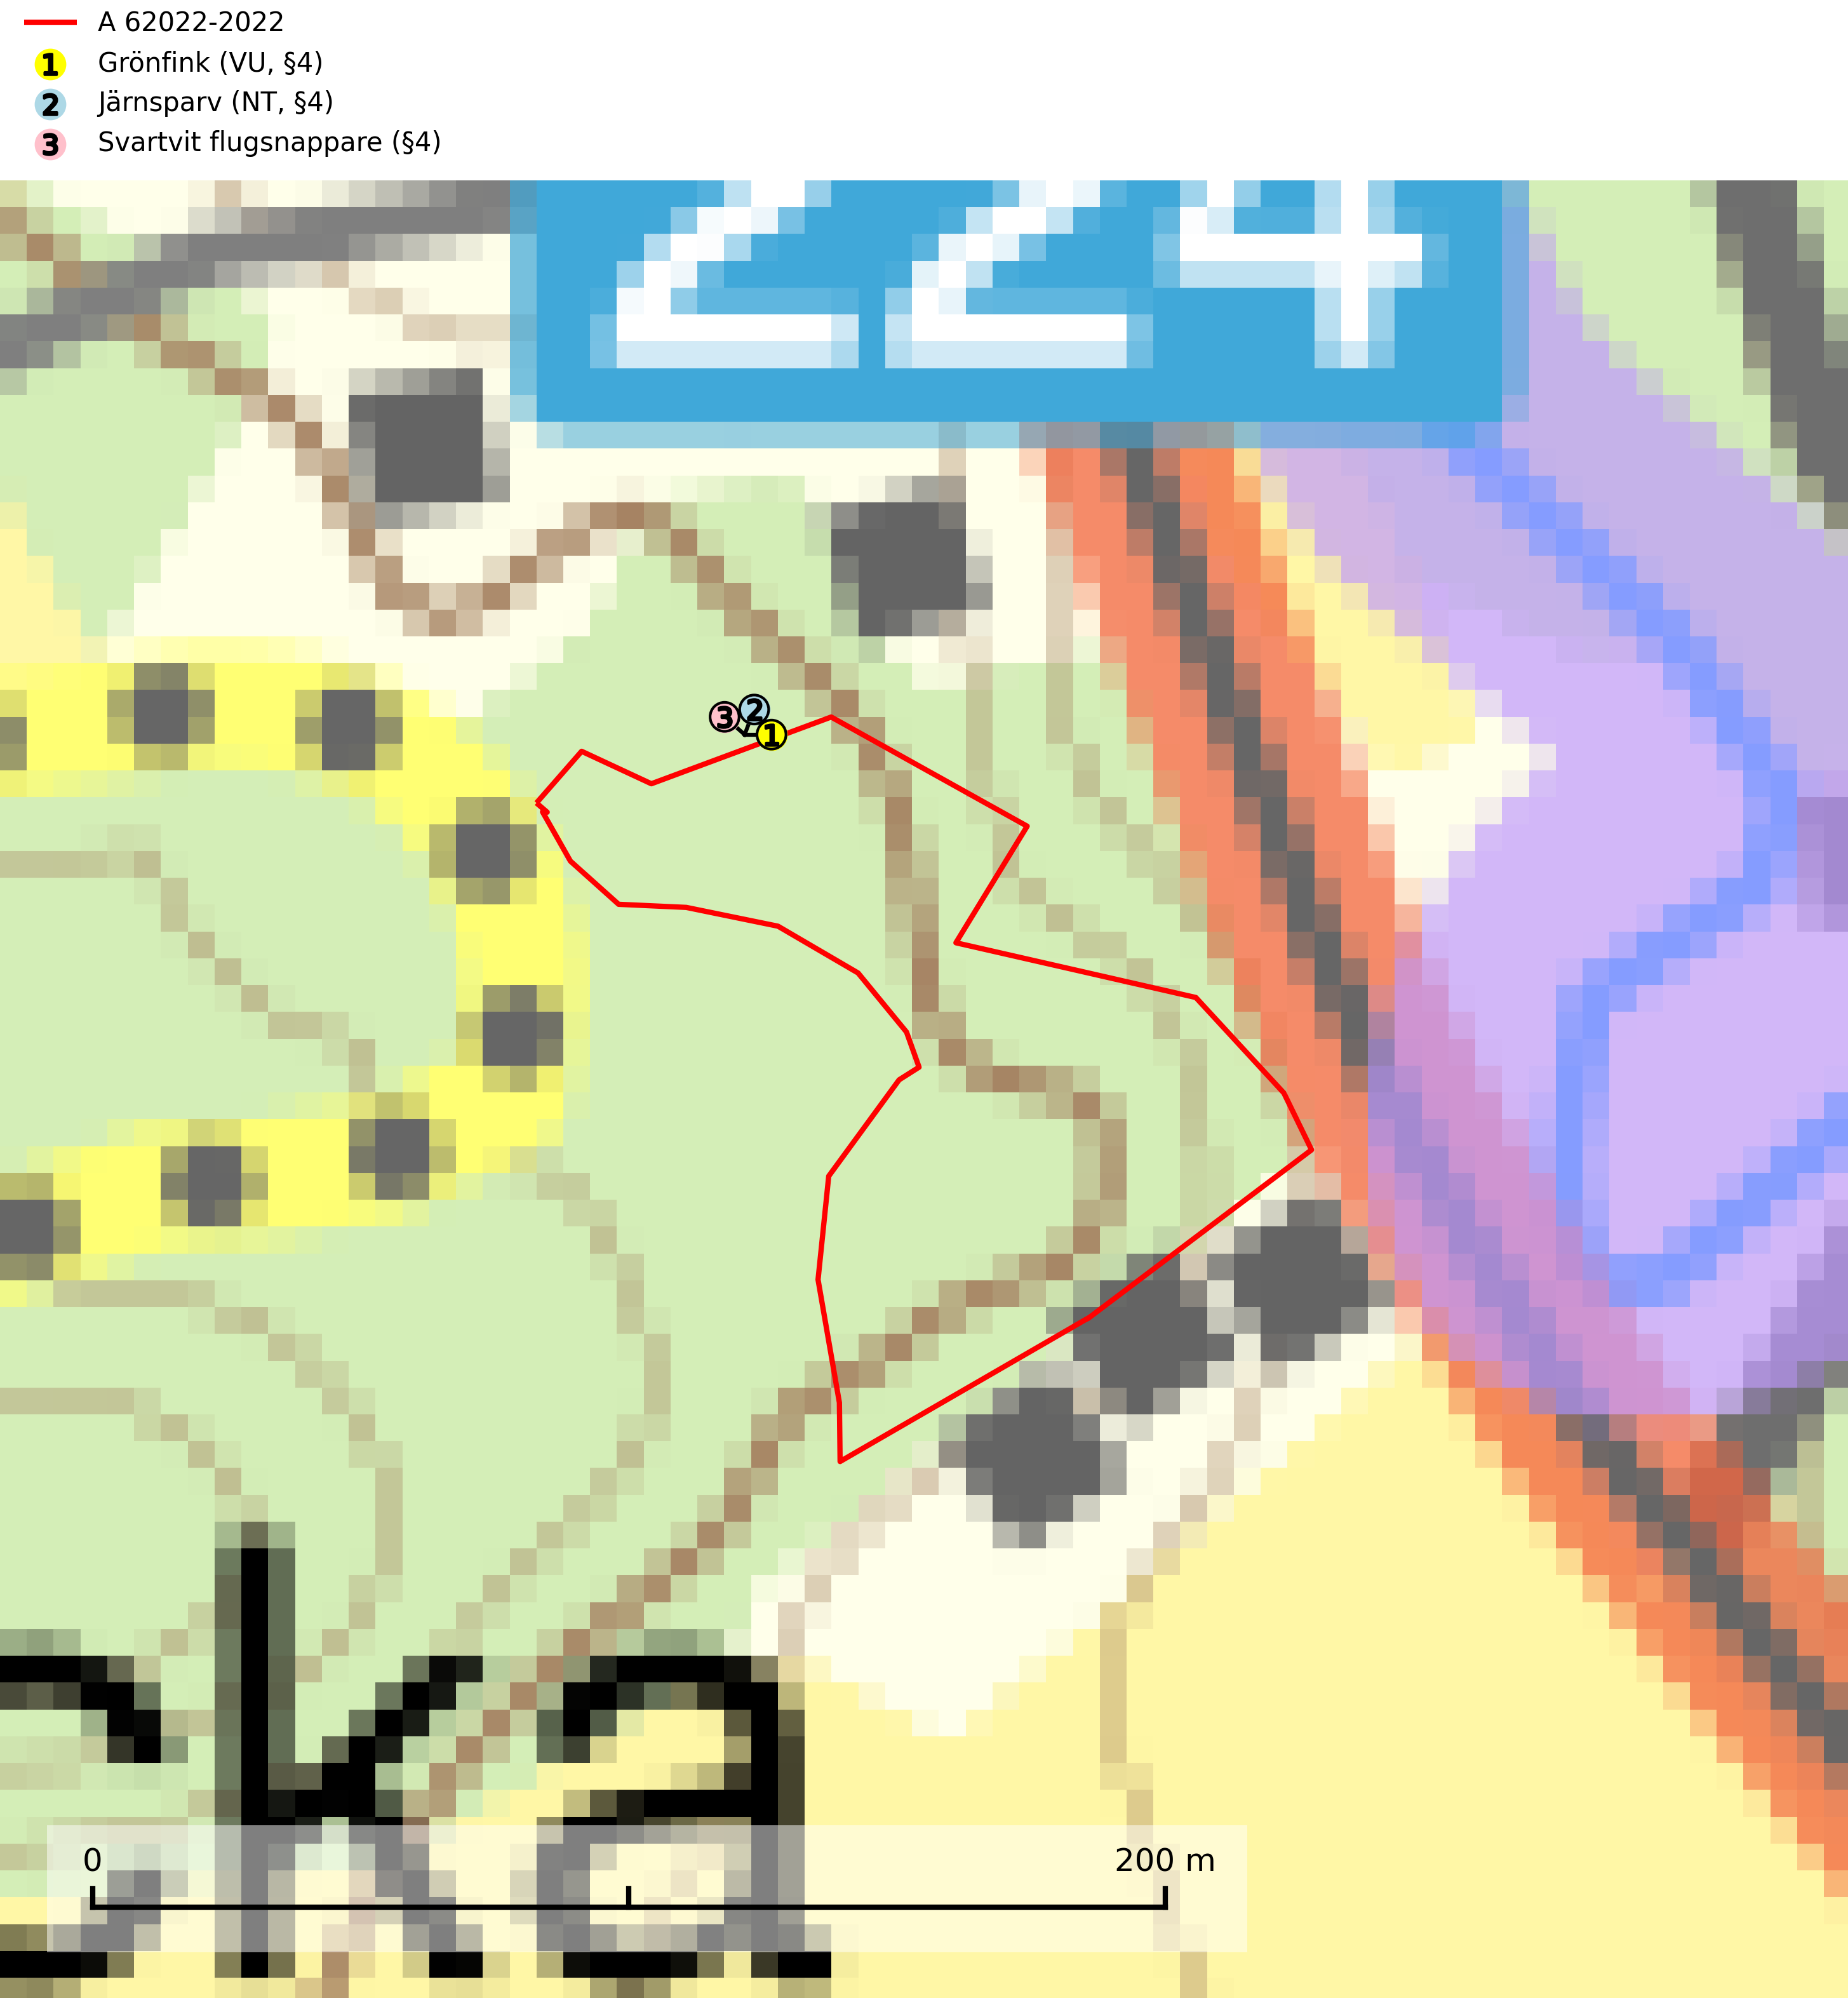 A 62022-2022
1 Grönfink (VU, §4)
2 Järnsparv (NT, §4)
3 Svartvit flugsnappare (§4)
224
3 2
1
0 200 m